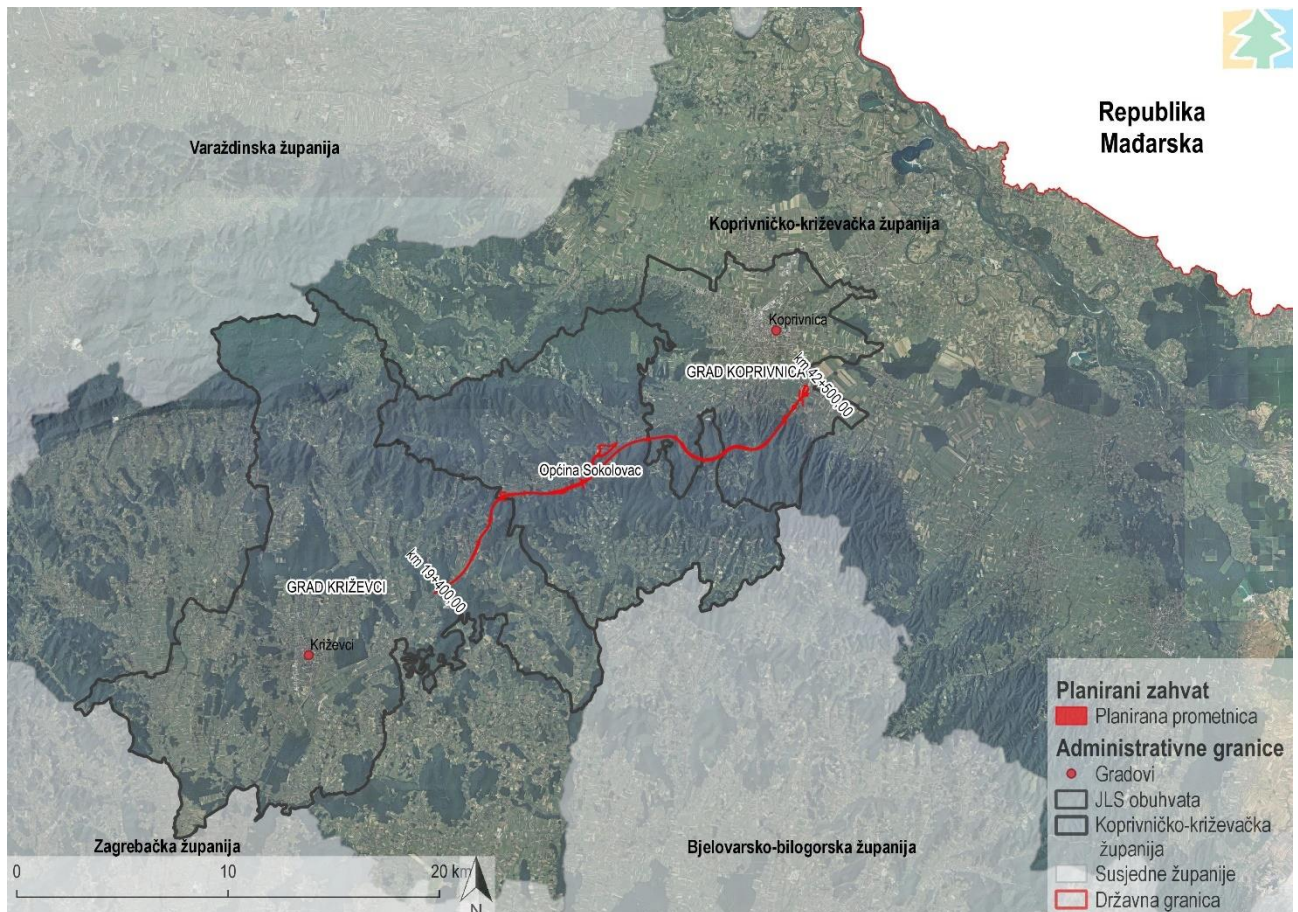 Republika
Mađarska
Varaždinska županija
Koprivničko-križevačka županija
Koprivnica
GRAD KOPRIVNICA
km 42+500,00
Općina Sokolovac
km 19+400,00
GRAD KRIŽEVCI
Križevci
Zagrebačka županija
Bjelovarsko-bilogorska županija
0 10 20 km
N
Planirani zahvat
Planirana prometnica
Administrativne granice
Gradovi
JLS obuhvata
Koprivničko-križevačka
županija
Susjedne županije
Državna granica